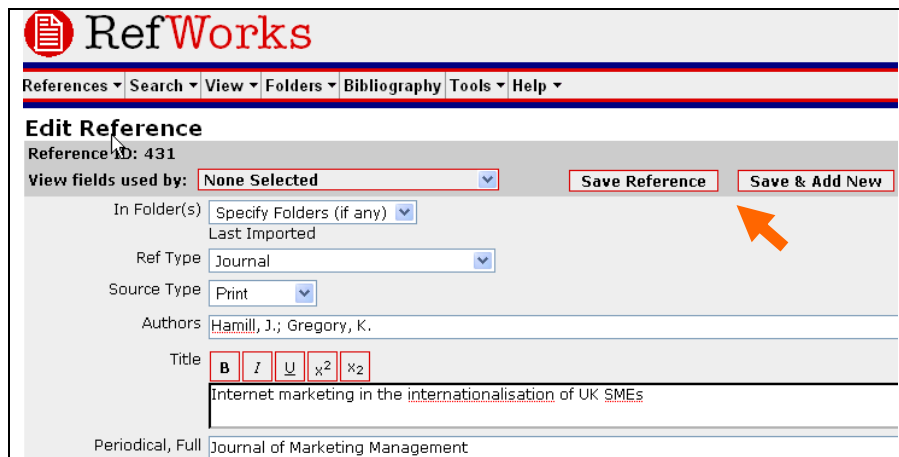 RefWorks
References Search View Folders Bibliography Tools Help
Edit Reference
Reference ID: 431
View fields used by: None Selected Save Reference Save & Add New
In Folder(s) Specify Folders (if any)
Last Imported
Ref Type Journal
Source Type Print
Authors Hamill, J.; Gregory, K.
Title B I U x² x₂
Internet marketing in the internationalisation of UK SMEs
Periodical, Full Journal of Marketing Management